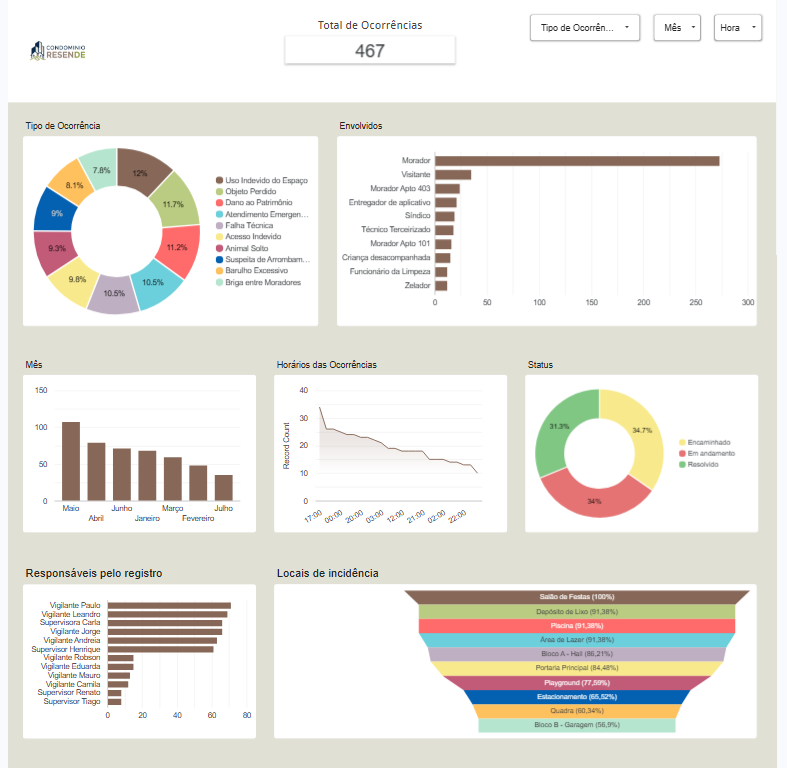 CONDOMÍNIO
RESENDE
Total de Ocorrências
467
Tipo de Ocorrên...
Mês
Hora
Tipo de Ocorrência
12%
11.7%
11.2%
10.5%
10.5%
9.8%
9.3%
9%
8.1%
7.8%
Uso Indevido do Espaço
Objeto Perdido
Dano ao Patrimônio
Atendimento Emergen...
Falha Técnica
Acesso Indevido
Animal Solto
Suspeita de Arrombam...
Barulho Excessivo
Briga entre Moradores
Envolvidos
Morador
Visitante
Morador Apto 403
Entregador de aplicativo
Síndico
Técnico Terceirizado
Morador Apto 101
Criança desacompanhada
Funcionário da Limpeza
Zelador
0 50 100 150 200 250 300
Mês
150
100
50
0
Maio Abril Junho Janeiro Março Fevereiro Julho
Horários das Ocorrências
Record Count
40
30
20
10
0
17:00 00:00 20:00 03:00 12:00 21:00 02:00 22:00
Status
34.7%
34%
31.3%
Encaminhado
Em andamento
Resolvido
Responsáveis pelo registro
Vigilante Paulo
Vigilante Leandro
Supervisora Carla
Vigilante Jorge
Vigilante Andreia
Supervisor Henrique
Vigilante Robson
Vigilante Eduarda
Vigilante Mauro
Vigilante Camila
Supervisor Renato
Supervisor Tiago
0 20 40 60 80
Locais de incidência
Salão de Festas (100%)
Depósito de Lixo (91,38%)
Piscina (91,38%)
Área de Lazer (91,38%)
Bloco A - Hall (86,21%)
Portaria Principal (84,48%)
Playground (77,59%)
Estacionamento (65,52%)
Quadra (60,34%)
Bloco B - Garagem (56,9%)